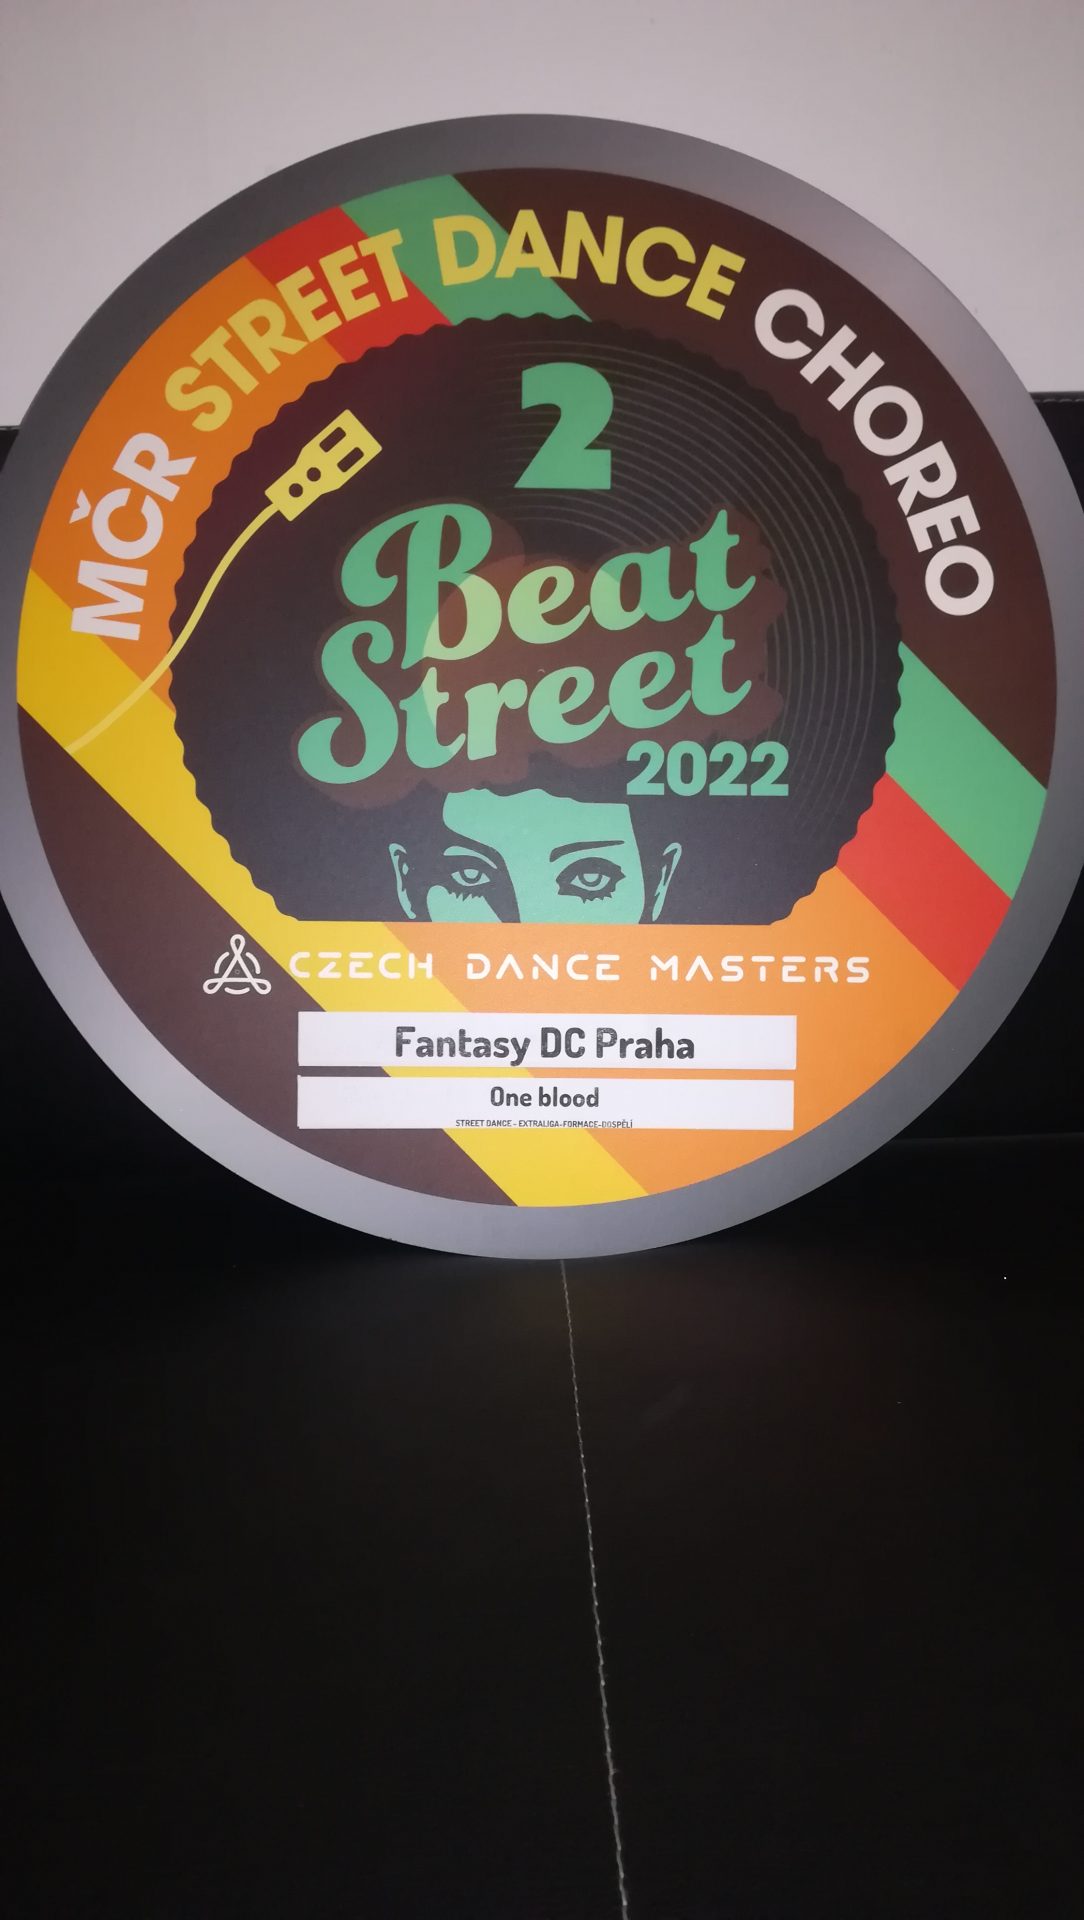 MČR STREET DANCE CHOREO
2
Beat
Street
2022
CZECH DANCE MASTERS
Fantasy DC Praha
One blood
STREET DANCE - EXTRALIGA-FORMACE-DOSPĚLÍ